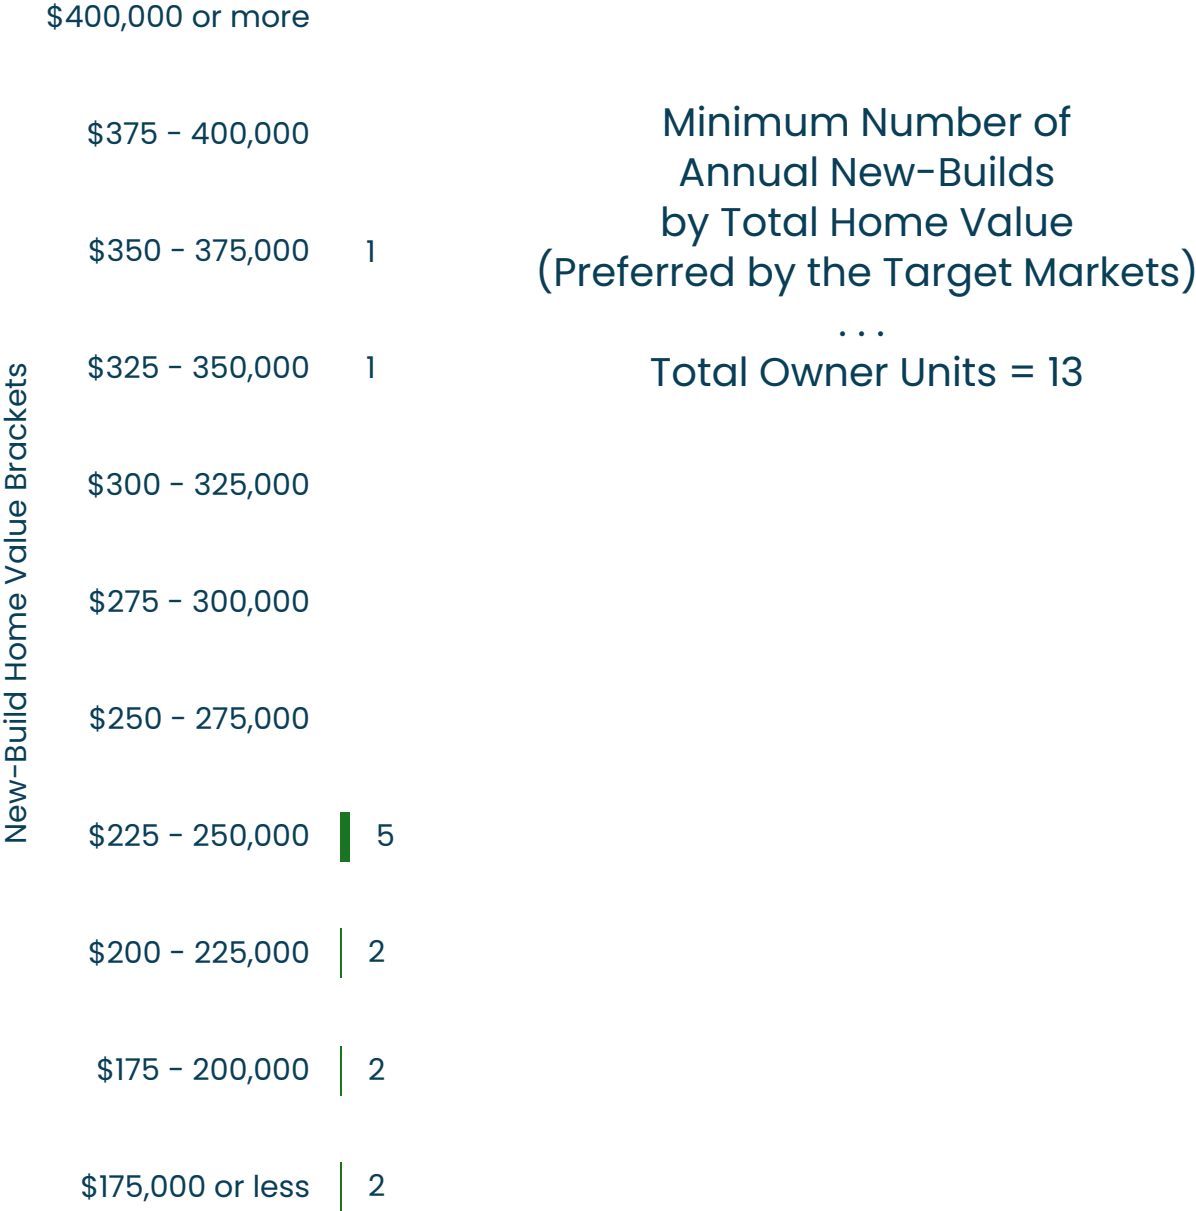 $400,000 or more
$375 - 400,000
$350 - 375,000 1
$325 - 350,000 1
$300 - 325,000
$275 - 300,000
$250 - 275,000
$225 - 250,000 5
$200 - 225,000 2
$175 - 200,000 2
$175,000 or less 2
New-Build Home Value Brackets
Minimum Number of
Annual New-Builds
by Total Home Value
(Preferred by the Target Markets)
. . .
Total Owner Units = 13